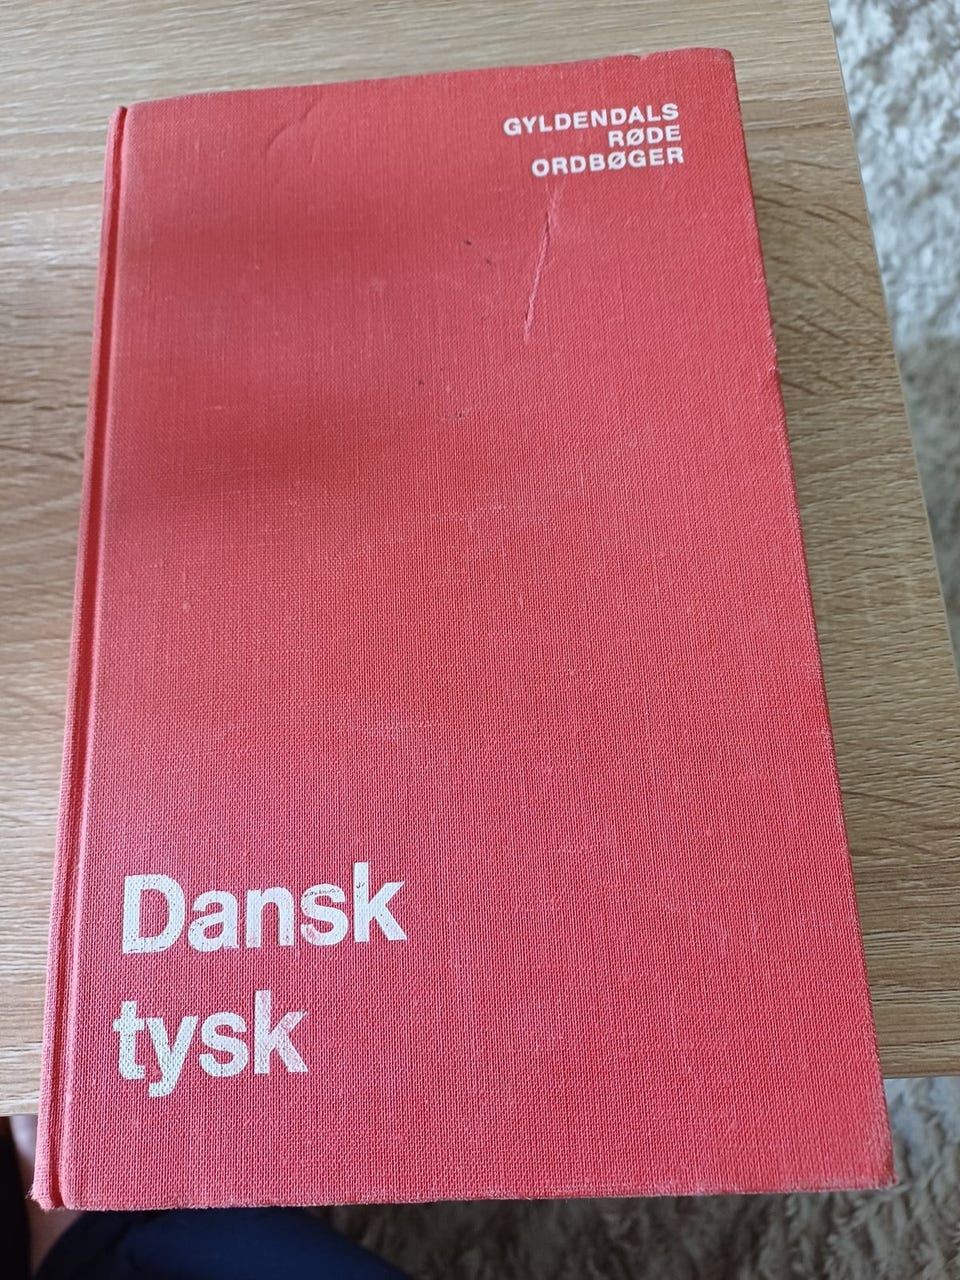 GYLDENDALS
RØDE
ORDBØGER
Dansk
tysk